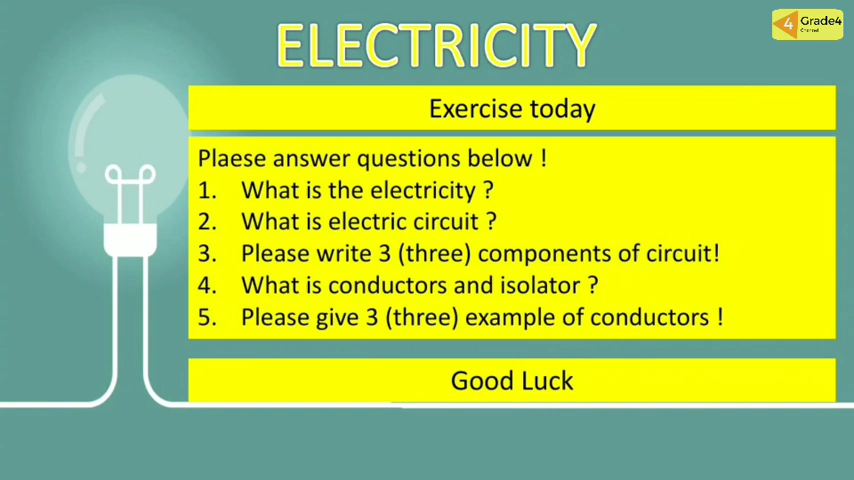 ELECTRICITY
4 Grade4
Channel
Exercise today
Plaese answer questions below !
1. What is the electricity ?
2. What is electric circuit ?
3. Please write 3 (three) components of circuit!
4. What is conductors and isolator ?
5. Please give 3 (three) example of conductors !
Good Luck